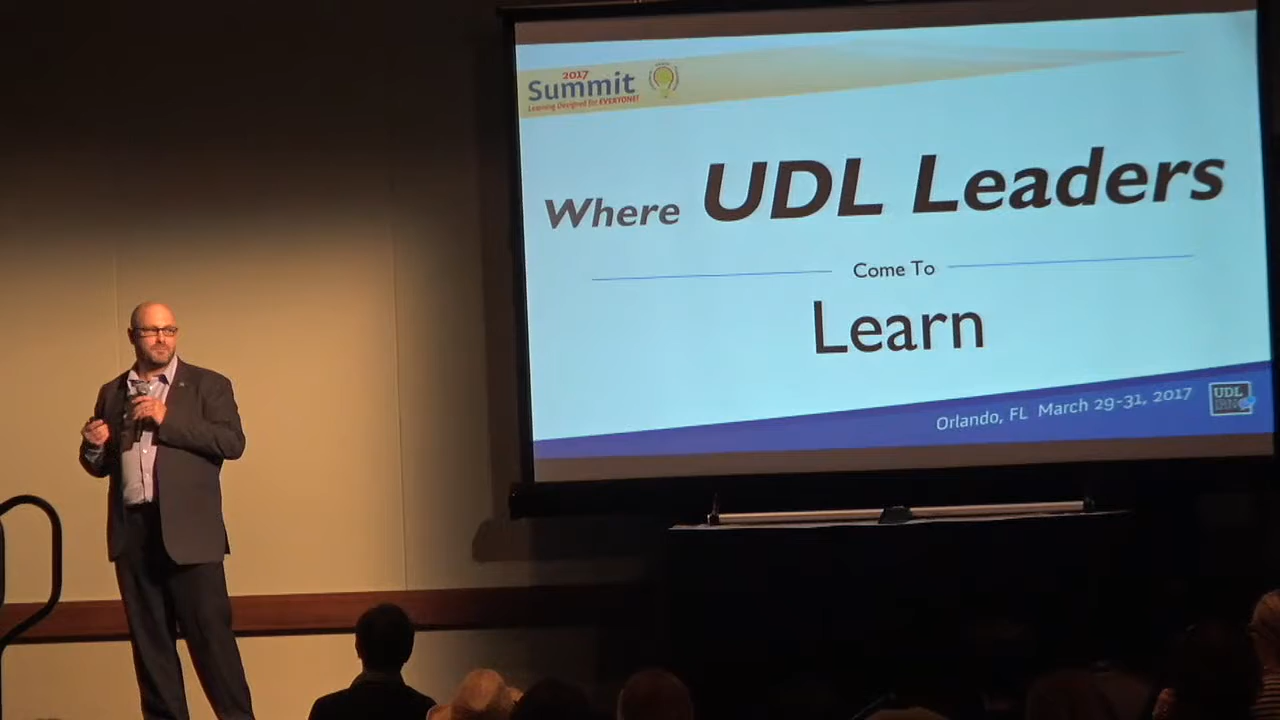 2017
Summit
Learning Designed for EVERYONE!
Where UDL Leaders
Come To
Learn
Orlando, FL March 29-31, 2017
UDL
IRN